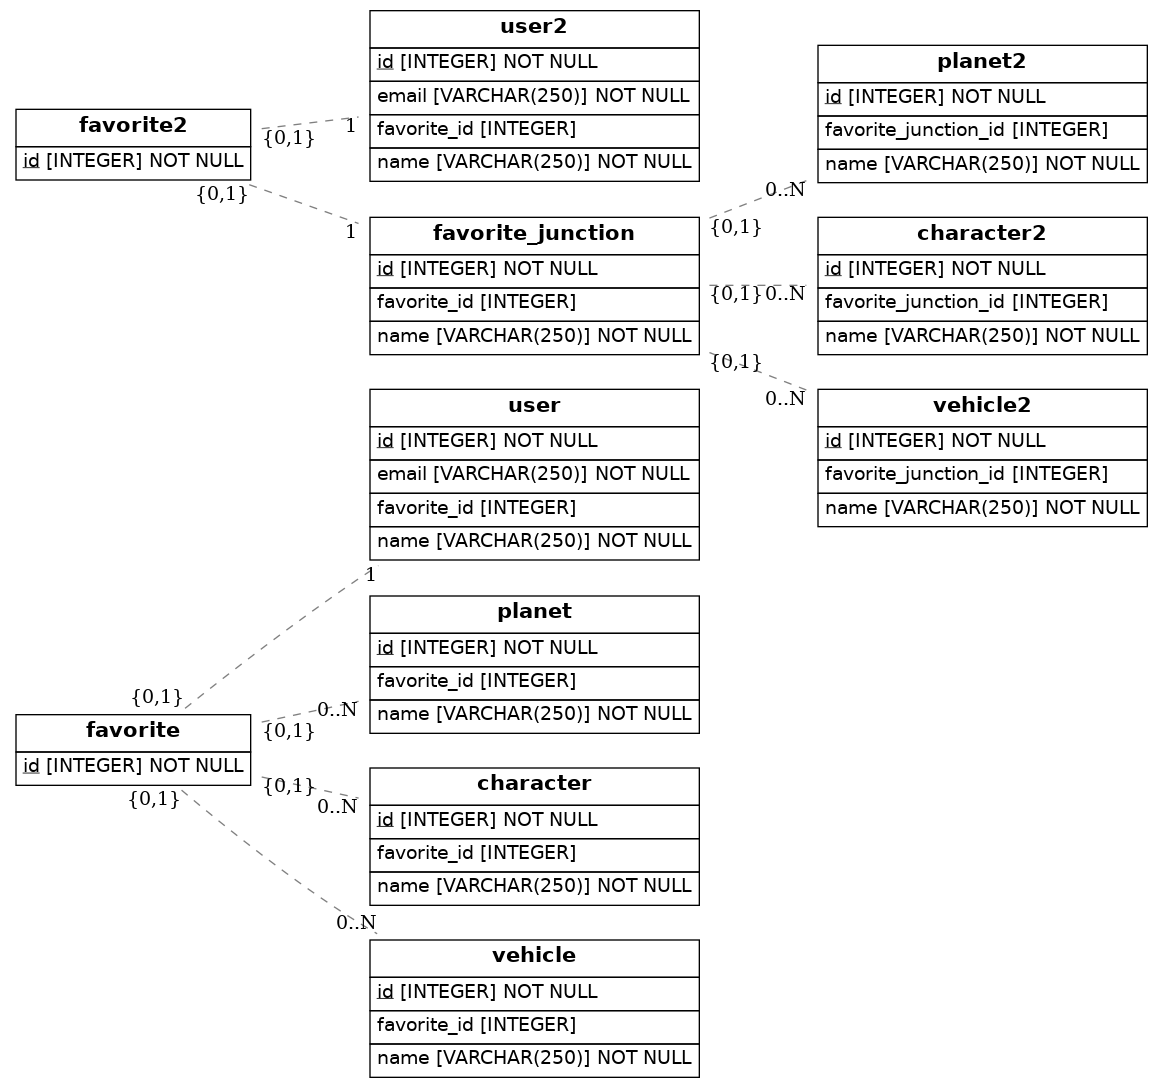 user2
id [INTEGER] NOT NULL
email [VARCHAR(250)] NOT NULL
favorite_id [INTEGER]
name [VARCHAR(250)] NOT NULL
planet2
id [INTEGER] NOT NULL
favorite_junction_id [INTEGER]
name [VARCHAR(250)] NOT NULL
favorite2
id [INTEGER] NOT NULL
{0,1}
1
{0,1}
1
favorite_junction
id [INTEGER] NOT NULL
favorite_id [INTEGER]
name [VARCHAR(250)] NOT NULL
0..N
{0,1}
{0,1}
0..N
{0,1}
0..N
character2
id [INTEGER] NOT NULL
favorite_junction_id [INTEGER]
name [VARCHAR(250)] NOT NULL
vehicle2
id [INTEGER] NOT NULL
favorite_junction_id [INTEGER]
name [VARCHAR(250)] NOT NULL
user
id [INTEGER] NOT NULL
email [VARCHAR(250)] NOT NULL
favorite_id [INTEGER]
name [VARCHAR(250)] NOT NULL
1
{0,1}
planet
id [INTEGER] NOT NULL
favorite_id [INTEGER]
name [VARCHAR(250)] NOT NULL
favorite
id [INTEGER] NOT NULL
0..N
{0,1}
{0,1}
0..N
{0,1}
0..N
character
id [INTEGER] NOT NULL
favorite_id [INTEGER]
name [VARCHAR(250)] NOT NULL
vehicle
id [INTEGER] NOT NULL
favorite_id [INTEGER]
name [VARCHAR(250)] NOT NULL